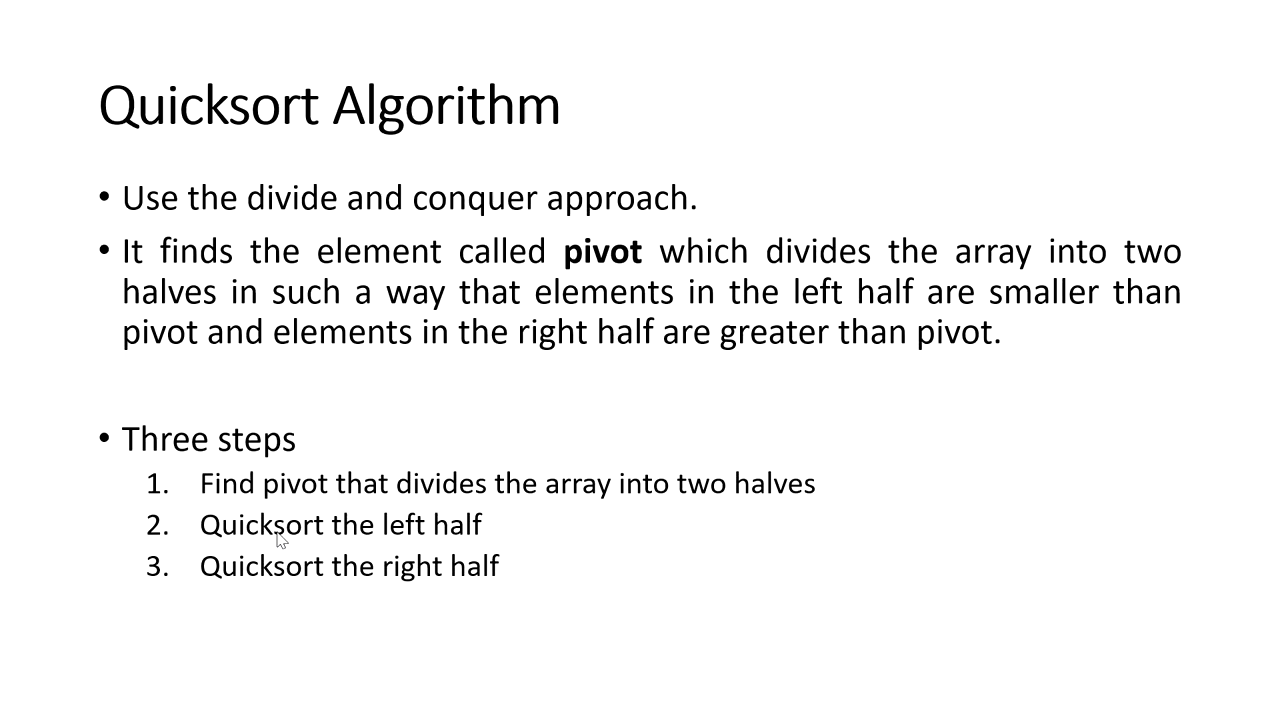 Quicksort Algorithm
• Use the divide and conquer approach.
• It finds the element called pivot which divides the array into two
halves in such a way that elements in the left half are smaller than
pivot and elements in the right half are greater than pivot.
• Three steps
1. Find pivot that divides the array into two halves
2. Quicksort the left half
3. Quicksort the right half